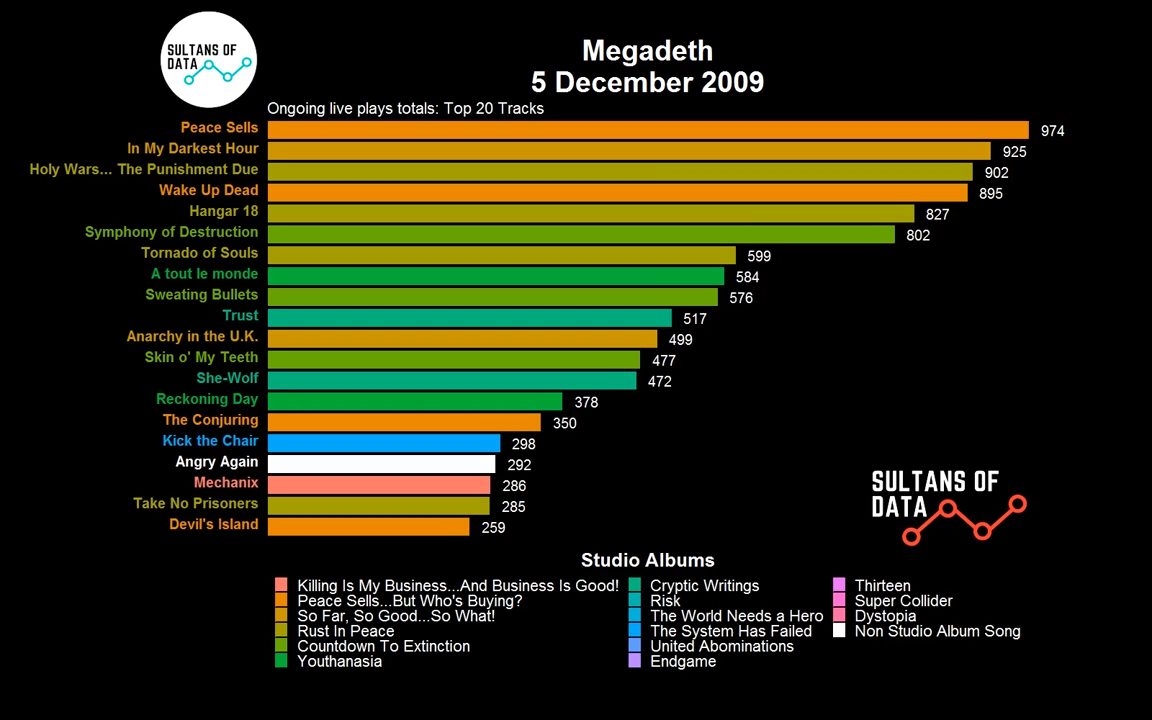 SULTANS OF
DATA
Megadeth
5 December 2009
Ongoing live plays totals: Top 20 Tracks
Peace Sells 974
In My Darkest Hour 925
Holy Wars... The Punishment Due 902
Wake Up Dead 895
Hangar 18 827
Symphony of Destruction 802
Tornado of Souls 599
A tout le monde 584
Sweating Bullets 576
Trust 517
Anarchy in the U.K. 499
Skin o' My Teeth 477
She-Wolf 472
Reckoning Day 378
The Conjuring 350
Kick the Chair 298
Angry Again 292
Mechanix 286
Take No Prisoners 285
Devil's Island 259
SULTANS OF
DATA
Studio Albums
Killing Is My Business...And Business Is Good! Cryptic Writings Thirteen
Peace Sells...But Who's Buying? Risk Super Collider
So Far, So Good...So What! The World Needs a Hero Dystopia
Rust In Peace The System Has Failed Non Studio Album Song
Countdown To Extinction United Abominations
Youthanasia Endgame